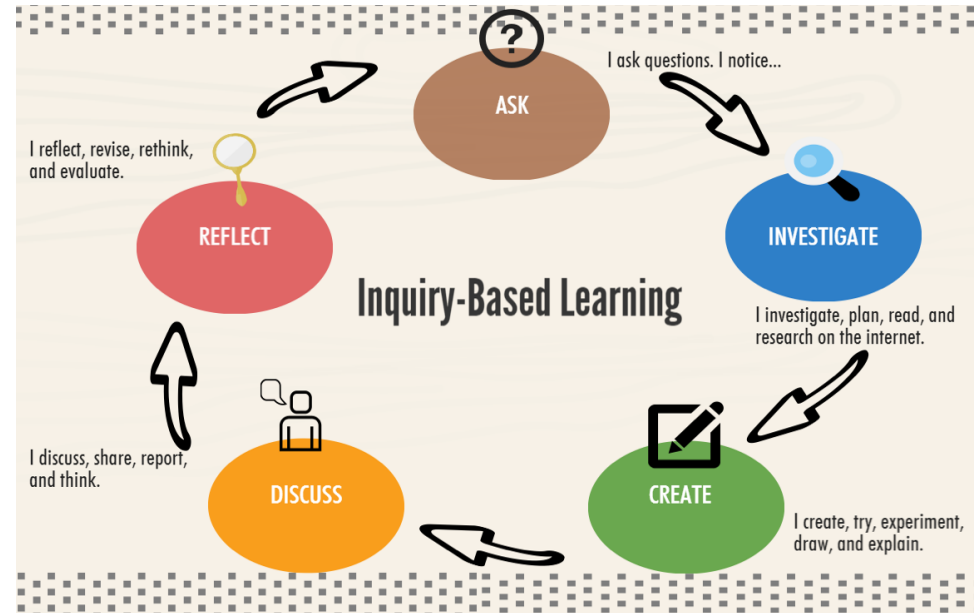 ?
I ask questions. I notice...
ASK
I reflect, revise, rethink,
and evaluate.
REFLECT
INVESTIGATE
Inquiry-Based Learning
I investigate, plan, read, and
research on the internet.
I discuss, share, report,
and think.
DISCUSS
CREATE
I create, try, experiment,
draw, and explain.